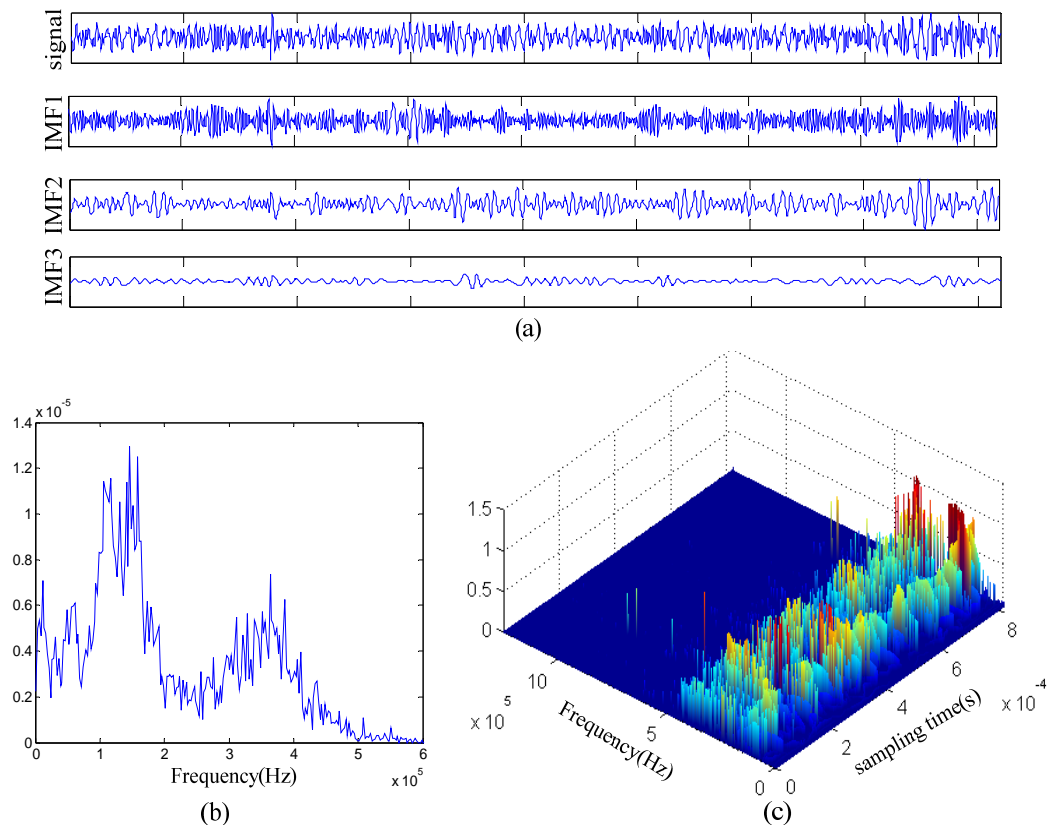 signal
IMF1
IMF2
IMF3
(a)
x 10^-5
1.4
1.2
1
0.8
0.6
0.4
0.2
0
0 1 2 3 4 5 6
Frequency(Hz)
x 10^5
(b)
1.5
1
0.5
0
10
5
0
x 10^5
Frequency(Hz)
0
2
4
6
8
x 10^-4
sampling time(s)
(c)